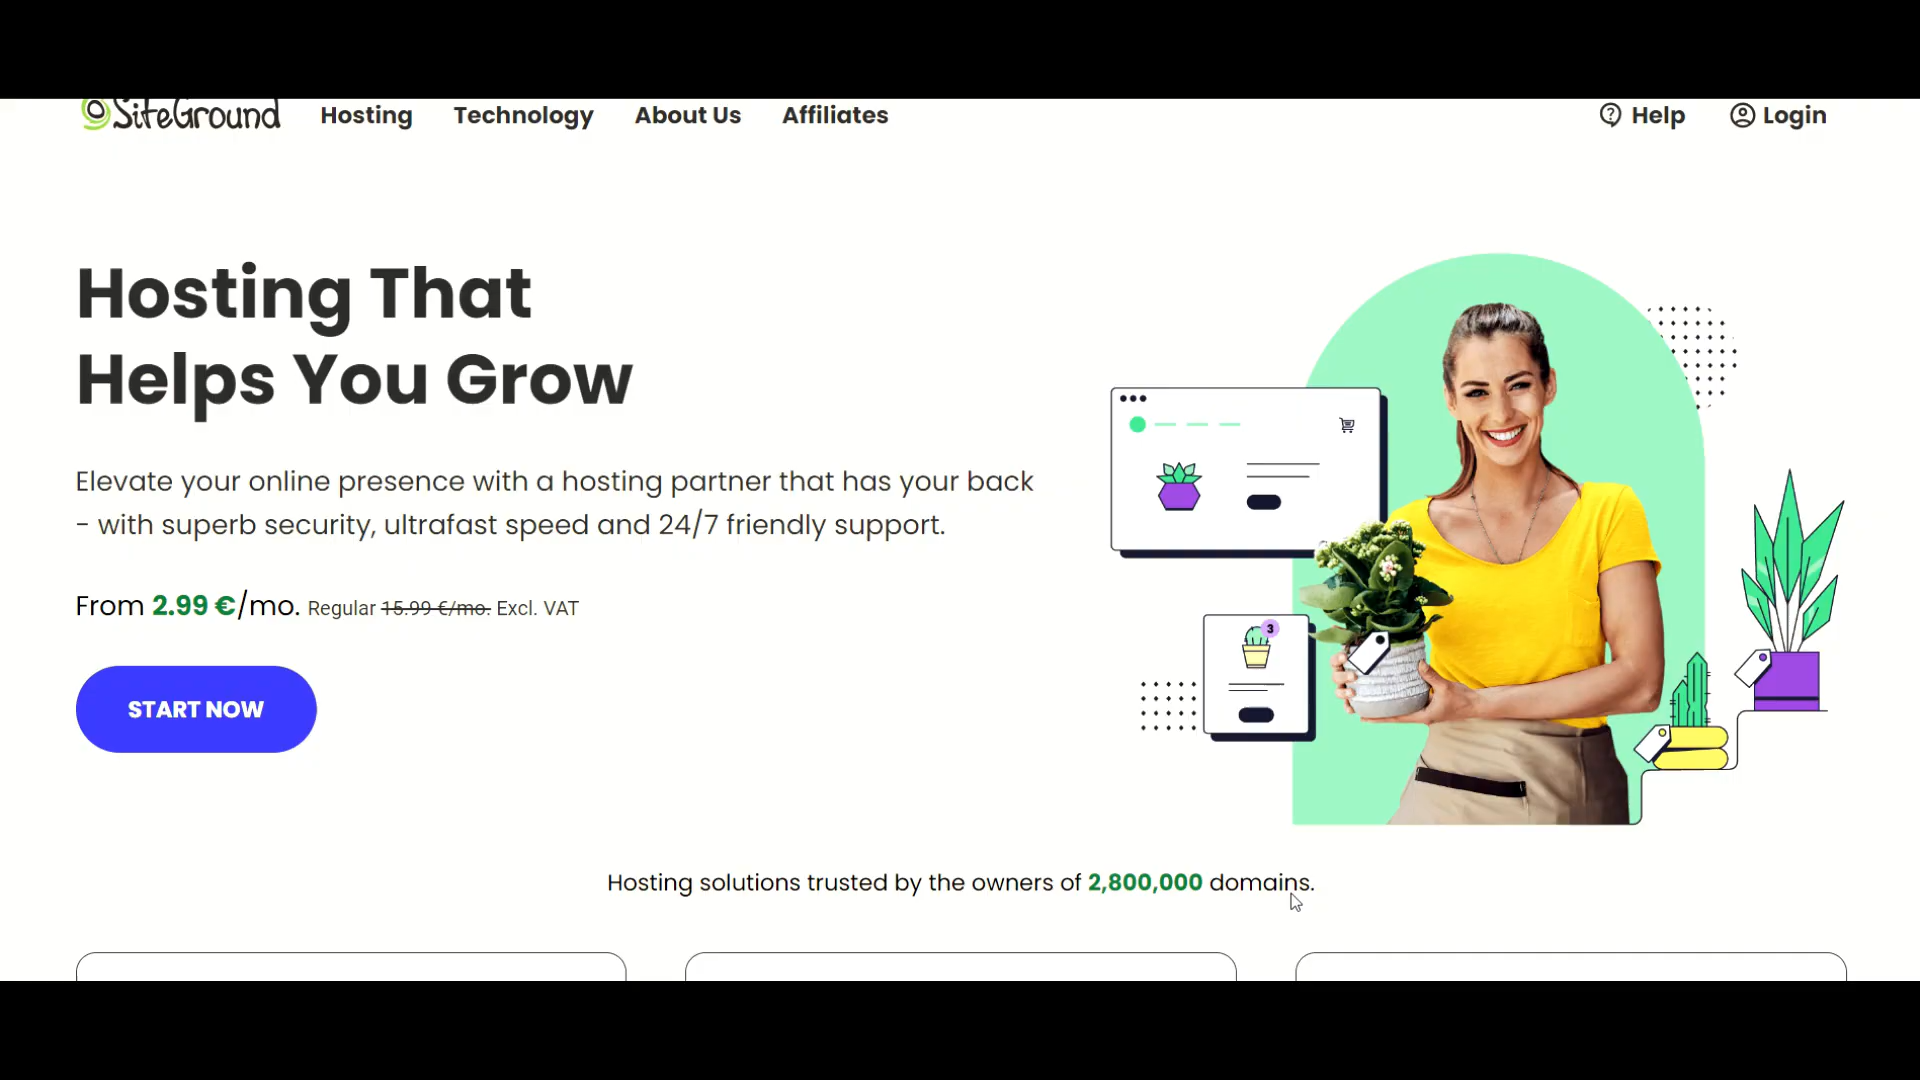 SiteGround Hosting Technology About Us Affiliates Help Login
Hosting That
Helps You Grow
Elevate your online presence with a hosting partner that has your back
- with superb security, ultrafast speed and 24/7 friendly support.
From 2.99 €/mo. Regular 15.99 €/mo. Excl. VAT
START NOW
3
Hosting solutions trusted by the owners of 2,800,000 domains.